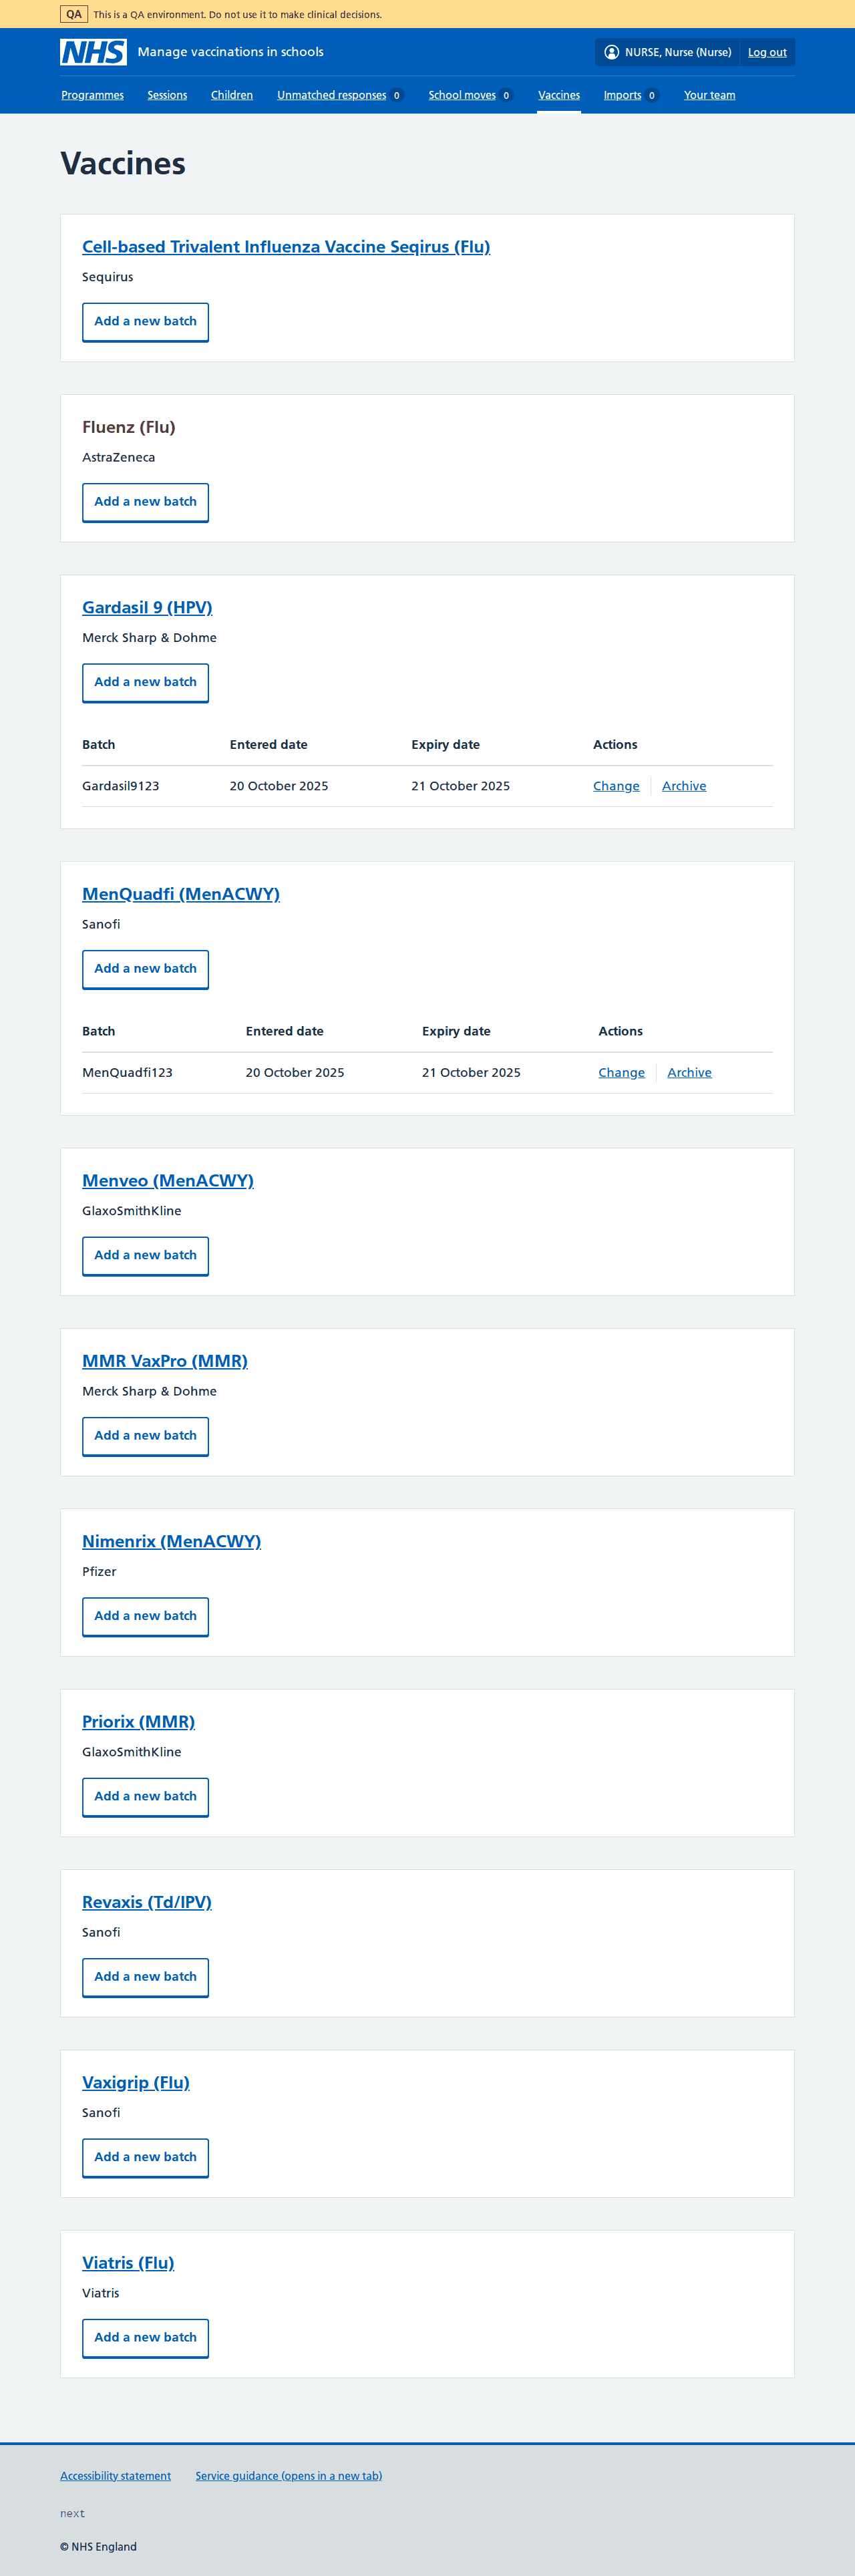 QA This is a QA environment. Do not use it to make clinical decisions.
NHS Manage vaccinations in schools NURSE, Nurse (Nurse) Log out
Programmes Sessions Children Unmatched responses 0 School moves 0 Vaccines Imports 0 Your team
Vaccines
Cell-based Trivalent Influenza Vaccine Seqirus (Flu)
Sequirus
Add a new batch
Fluenz (Flu)
AstraZeneca
Add a new batch
Gardasil 9 (HPV)
Merck Sharp & Dohme
Add a new batch
Batch Entered date Expiry date Actions
Gardasil9123 20 October 2025 21 October 2025 Change Archive
MenQuadfi (MenACWY)
Sanofi
Add a new batch
Batch Entered date Expiry date Actions
MenQuadfi123 20 October 2025 21 October 2025 Change Archive
Menveo (MenACWY)
GlaxoSmithKline
Add a new batch
MMR VaxPro (MMR)
Merck Sharp & Dohme
Add a new batch
Nimenrix (MenACWY)
Pfizer
Add a new batch
Priorix (MMR)
GlaxoSmithKline
Add a new batch
Revaxis (Td/IPV)
Sanofi
Add a new batch
Vaxigrip (Flu)
Sanofi
Add a new batch
Viatris (Flu)
Viatris
Add a new batch
Accessibility statement Service guidance (opens in a new tab)
next
© NHS England